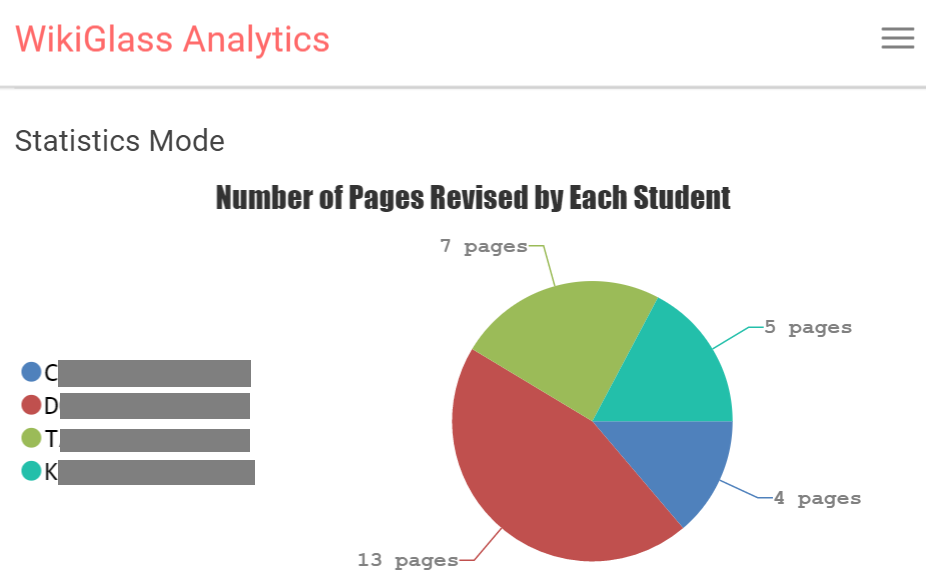 WikiGlass Analytics
Statistics Mode
Number of Pages Revised by Each Student
7 pages
5 pages
C
D
T
K
4 pages
13 pages